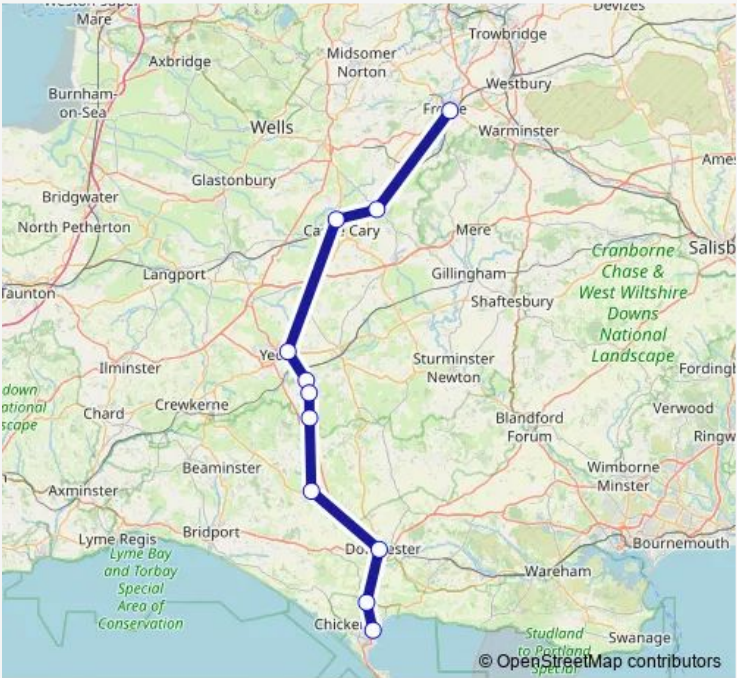 Weston-super-
Mare
Devizes
Trowbridge
Midsomer
Norton
Axbridge
Westbury
Burnham-
on-Sea
Wells
Warminster
Ames
Glastonbury
Bridgwater
North Petherton
Mere
Salisb
Cranborne
Chase &
West Wiltshire
Downs
National
Landscape
Langport
Gillingham
Taunton
Shaftesbury
Ilminster
Sturminster
Newton
Fordingb
down
ational
scape
Chard
Crewkerne
Verwood
Blandford
Forum
Ringw
Beaminster
Wimborne
Minster
Axminster
Lyme Regis
Bridport
Bournemouth
Lyme Bay
and Torbay
Special
Area of
Conservation
Wareham
Studland
to Portland
Special
Swanage
© OpenStreetMap contributors